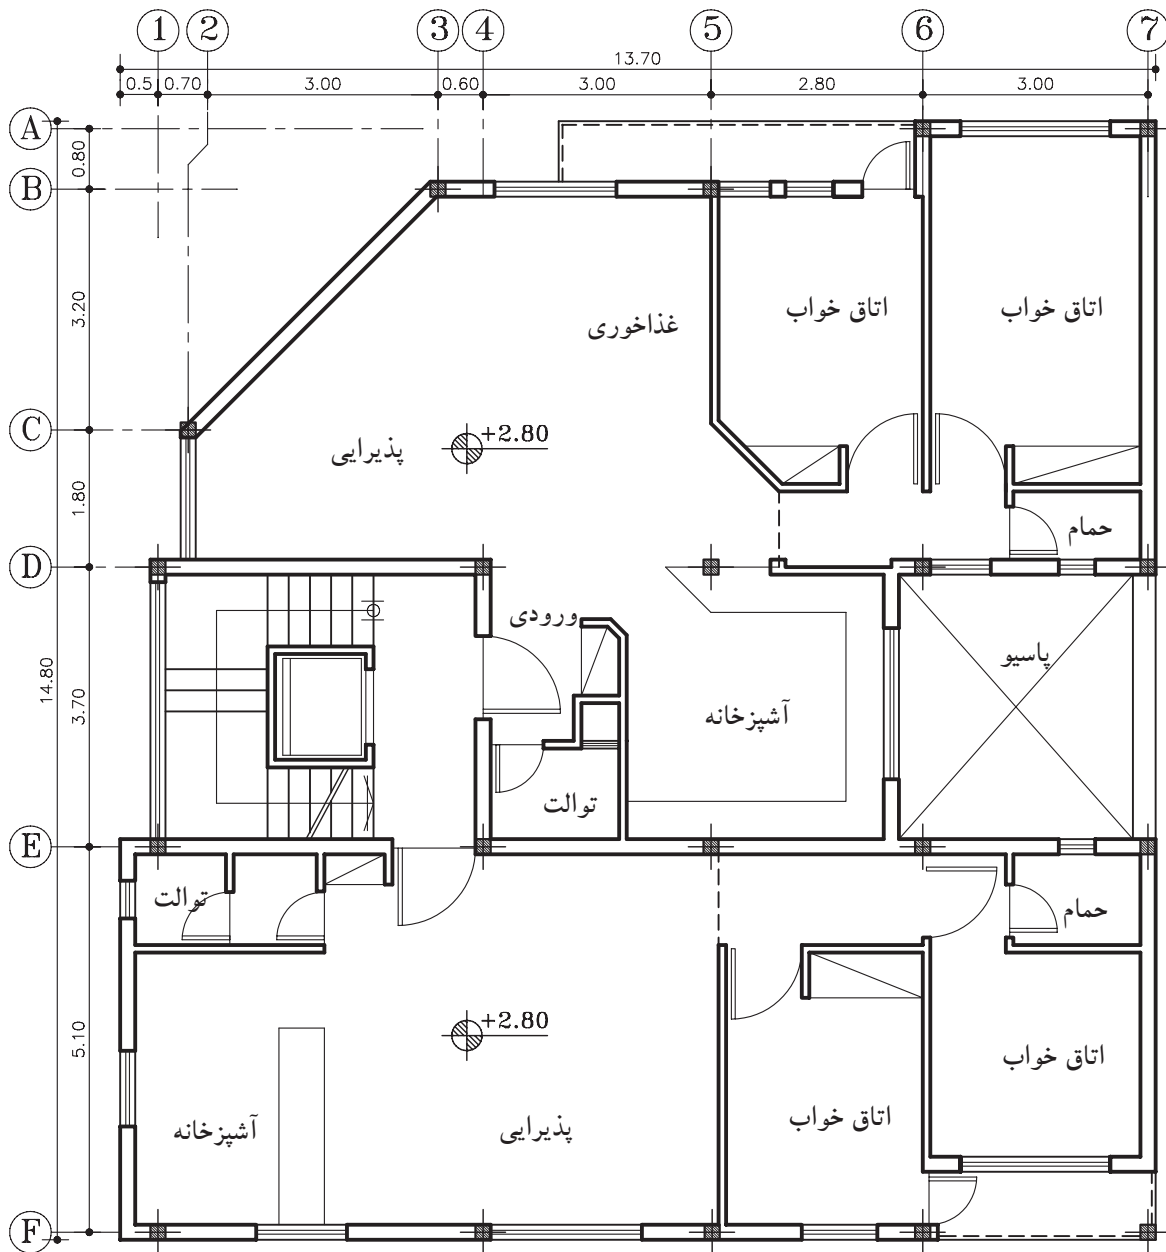 1 2 3 4 5 6 7
13.70
0.5 0.70 3.00 0.60 3.00 2.80 3.00
A
0.80
B
3.20
اتاق خواب
اتاق خواب
غذاخوری
C
+2.80
پذیرایی
1.80
حمام
D
ورودی
پاسیو
14.80
3.70
آشپزخانه
توالت
E
توالت
حمام
+2.80
5.10
اتاق خواب
اتاق خواب
آشپزخانه
پذیرایی
F